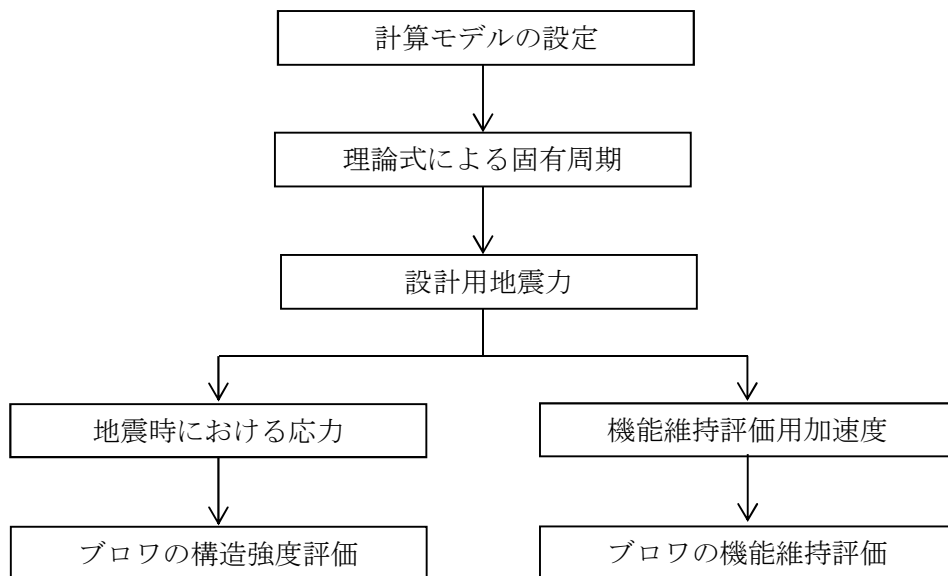 計算モデルの設定
理論式による固有周期
設計用地震力
地震時における応力
機能維持評価用加速度
ブロワの構造強度評価
ブロワの機能維持評価